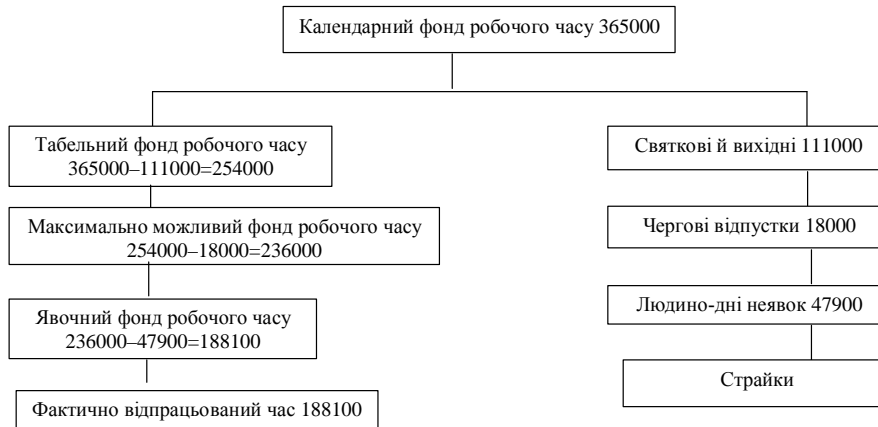 Календарний фонд робочого часу 365000
Табельний фонд робочого часу
365000–111000=254000
Святкові й вихідні 111000
Максимально можливий фонд робочого часу
254000–18000=236000
Чергові відпустки 18000
Явочний фонд робочого часу
236000–47900=188100
Людино-дні неявок 47900
Фактично відпрацьований час 188100
Страйки